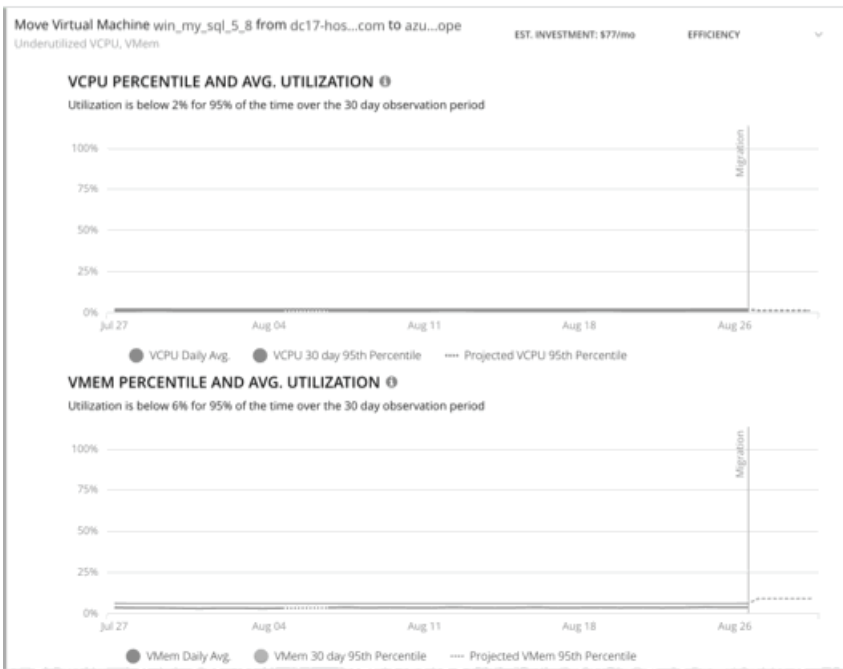 Move Virtual Machine win_my_sql_5_8 from dc17-hos...com to azu...ope
EST. INVESTMENT: $77/mo
EFFICIENCY
Underutilized VCPU, VMem
VCPU PERCENTILE AND AVG. UTILIZATION
Utilization is below 2% for 95% of the time over the 30 day observation period
100%
75%
50%
25%
0%
Migration
Jul 27 Aug 04 Aug 11 Aug 18 Aug 26
VCPU Daily Avg. VCPU 30 day 95th Percentile Projected VCPU 95th Percentile
VMEM PERCENTILE AND AVG. UTILIZATION
Utilization is below 6% for 95% of the time over the 30 day observation period
100%
75%
50%
25%
0%
Migration
Jul 27 Aug 04 Aug 11 Aug 18 Aug 26
VMem Daily Avg. VMem 30 day 95th Percentile Projected VMem 95th Percentile